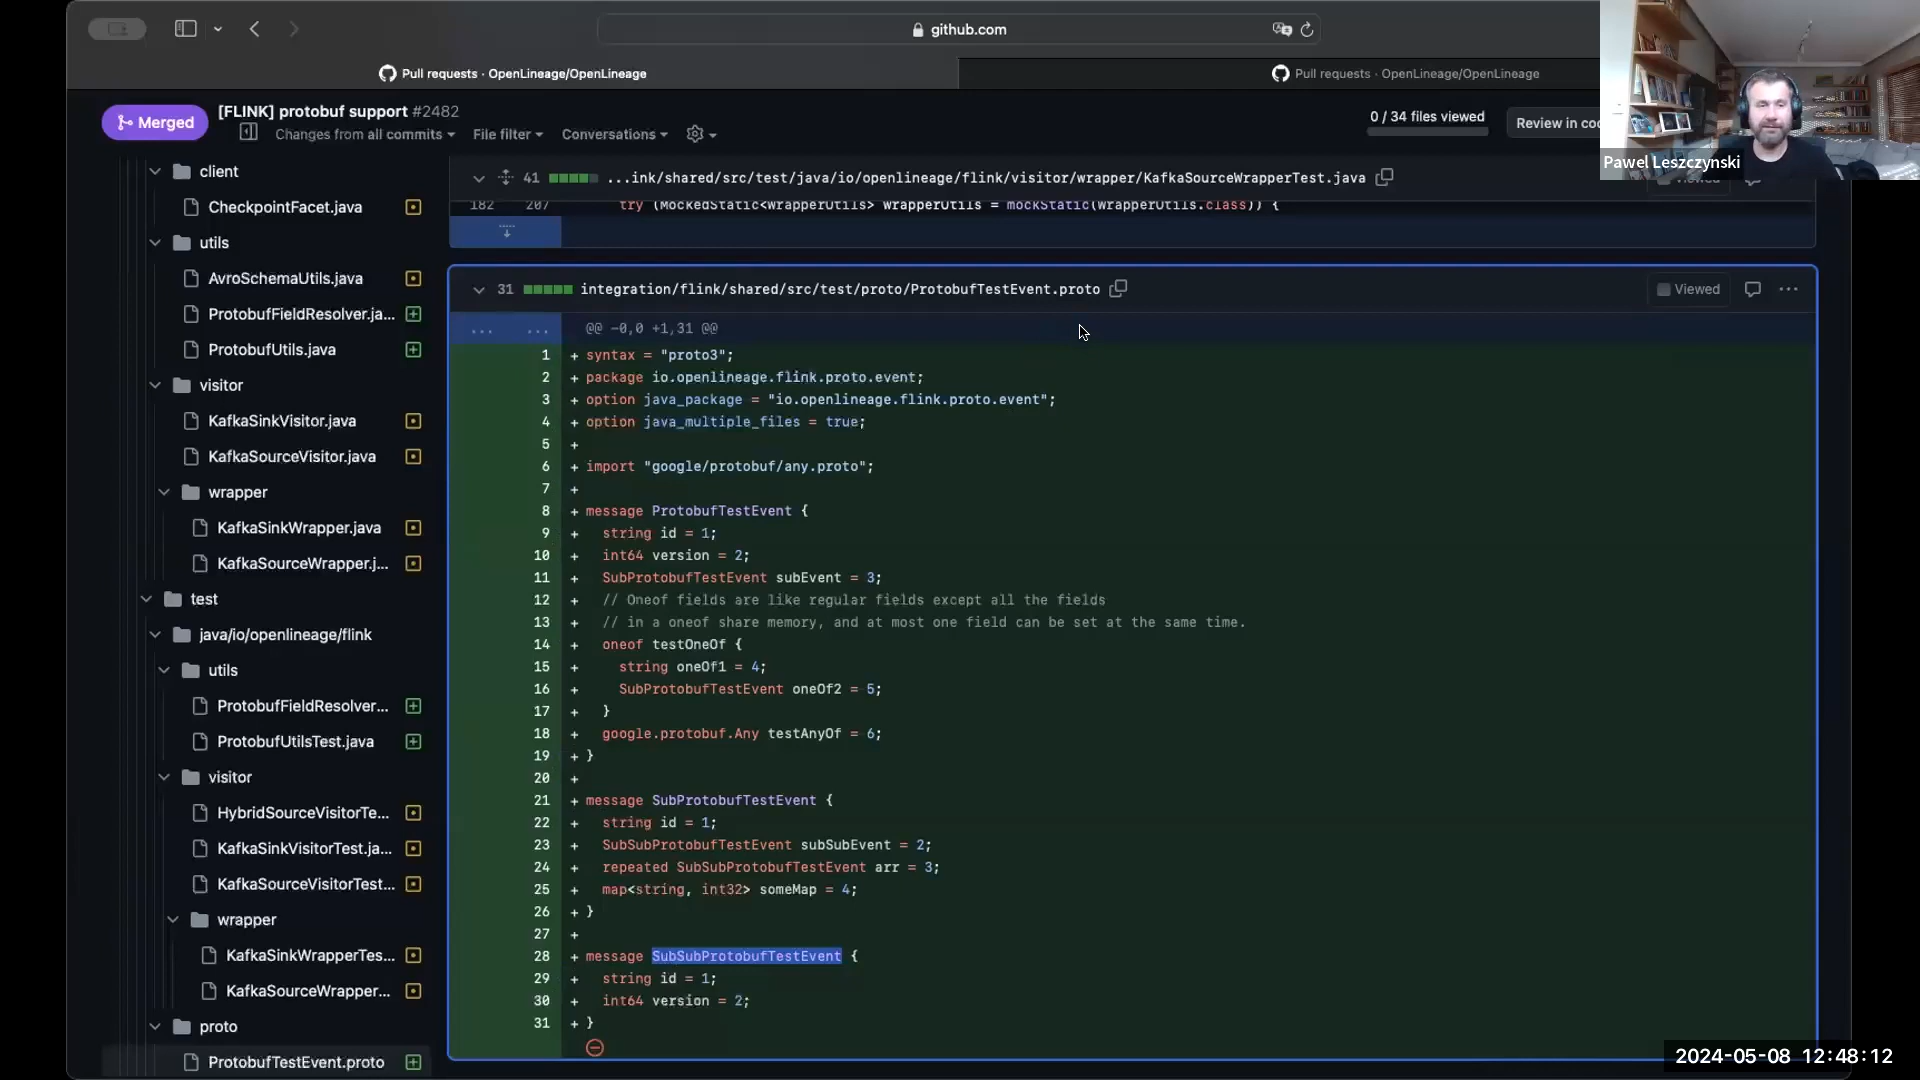 github.com
Pull requests · OpenLineage/OpenLineage
Pull requests · OpenLineage/OpenLineage
Merged
[FLINK] protobuf support #2482
Changes from all commits
File filter
Conversations
0 / 34 files viewed
Review in co
Pawel Leszczynski
client
CheckpointFacet.java
utils
AvroSchemaUtils.java
ProtobufFieldResolver.ja...
ProtobufUtils.java
visitor
KafkaSinkVisitor.java
KafkaSourceVisitor.java
wrapper
KafkaSinkWrapper.java
KafkaSourceWrapper.j...
test
java/io/openlineage/flink
utils
ProtobufFieldResolver...
ProtobufUtilsTest.java
visitor
HybridSourceVisitorTe...
KafkaSinkVisitorTest.ja...
KafkaSourceVisitorTest...
wrapper
KafkaSinkWrapperTes...
KafkaSourceWrapper...
proto
ProtobufTestEvent.proto
41 ...ink/shared/src/test/java/io/openlineage/flink/visitor/wrapper/KafkaSourceWrapperTest.java
Viewed
182 207 try (MockedStatic<WrapperUtils> wrapperUtils = mockStatic(WrapperUtils.class)) {
31 integration/flink/shared/src/test/proto/ProtobufTestEvent.proto
Viewed
... ... @@ -0,0 +1,31 @@
1 + syntax = "proto3";
2 + package io.openlineage.flink.proto.event;
3 + option java_package = "io.openlineage.flink.proto.event";
4 + option java_multiple_files = true;
5 +
6 + import "google/protobuf/any.proto";
7 +
8 + message ProtobufTestEvent {
9 + string id = 1;
10 + int64 version = 2;
11 + SubProtobufTestEvent subEvent = 3;
12 + // Oneof fields are like regular fields except all the fields
13 + // in a oneof share memory, and at most one field can be set at the same time.
14 + oneof testOneOf {
15 + string oneOf1 = 4;
16 + SubProtobufTestEvent oneOf2 = 5;
17 + }
18 + google.protobuf.Any testAnyOf = 6;
19 + }
20 +
21 + message SubProtobufTestEvent {
22 + string id = 1;
23 + SubSubProtobufTestEvent subSubEvent = 2;
24 + repeated SubSubProtobufTestEvent arr = 3;
25 + map<string, int32> someMap = 4;
26 + }
27 +
28 + message SubSubProtobufTestEvent {
29 + string id = 1;
30 + int64 version = 2;
31 + }
2024-05-08 12:48:12